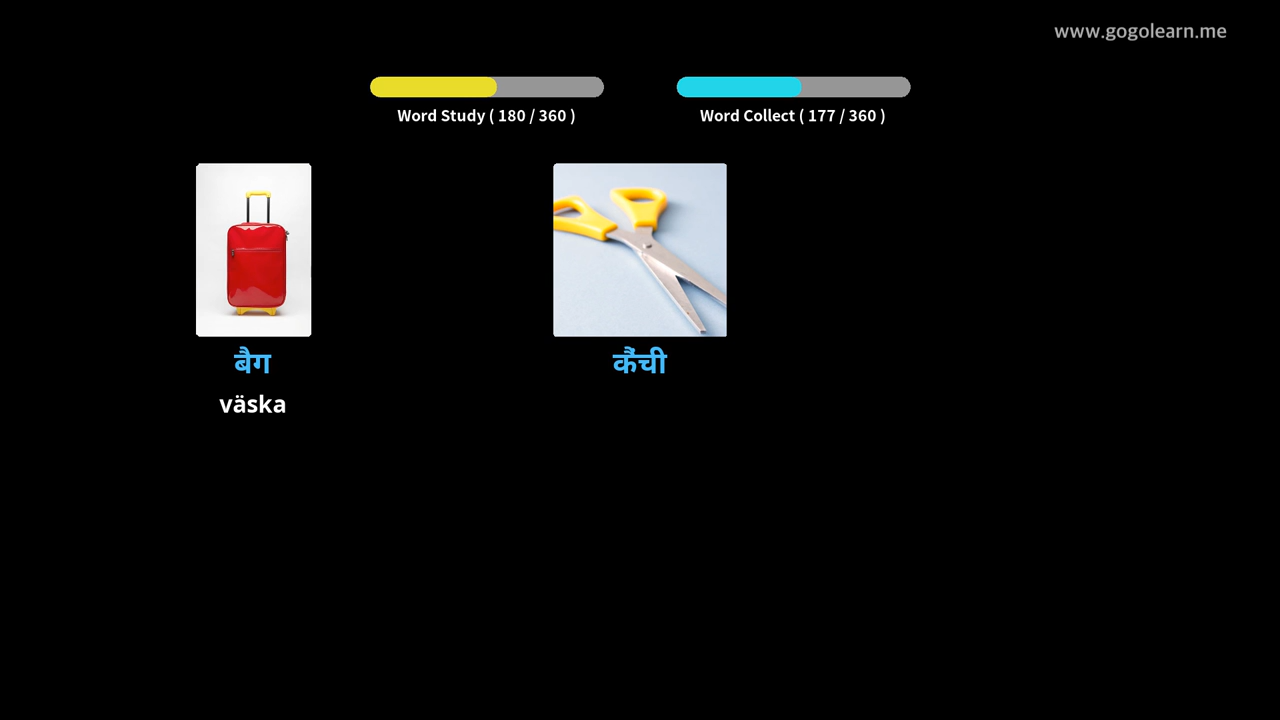 www.gogolearn.me
Word Study ( 180 / 360 )
Word Collect ( 177 / 360 )
बैग
कैंची
väska